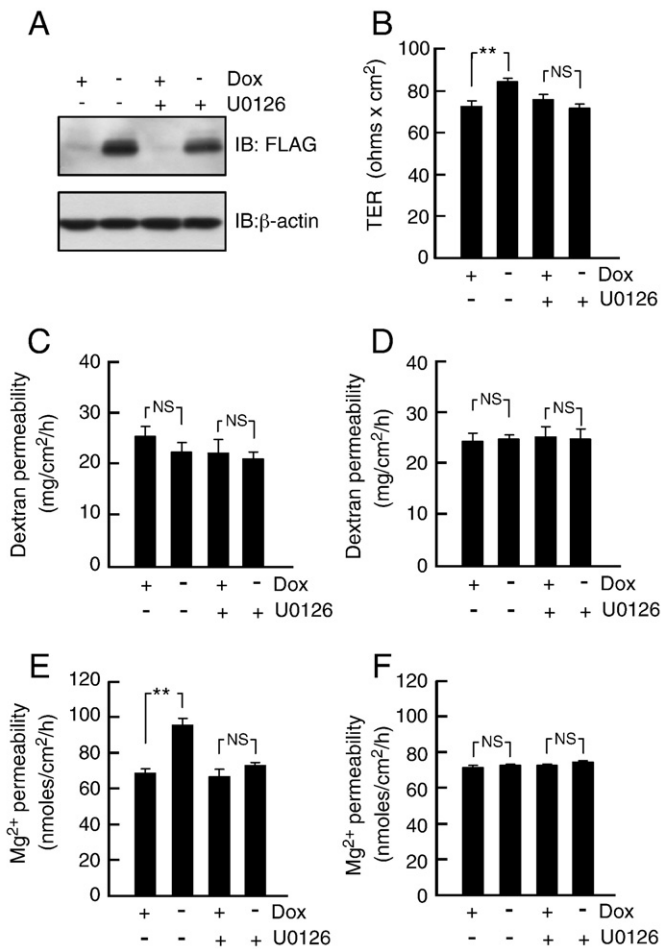 A
+ - + - Dox
- - + + U0126
IB: FLAG
IB:β-actin
B
TER (ohms x cm2)
100
80
60
40
20
0
**
NS
+ - + - Dox
- - + + U0126
C
Dextran permeability
(mg/cm2/h)
40
30
20
10
0
NS
NS
+ - + - Dox
- - + + U0126
D
Dextran permeability
(mg/cm2/h)
40
30
20
10
0
NS
NS
+ - + - Dox
- - + + U0126
E
Mg2+ permeability
(nmoles/cm2/h)
120
100
80
60
40
20
0
**
NS
+ - + - Dox
- - + + U0126
F
Mg2+ permeability
(nmoles/cm2/h)
120
100
80
60
40
20
0
NS
NS
+ - + - Dox
- - + + U0126